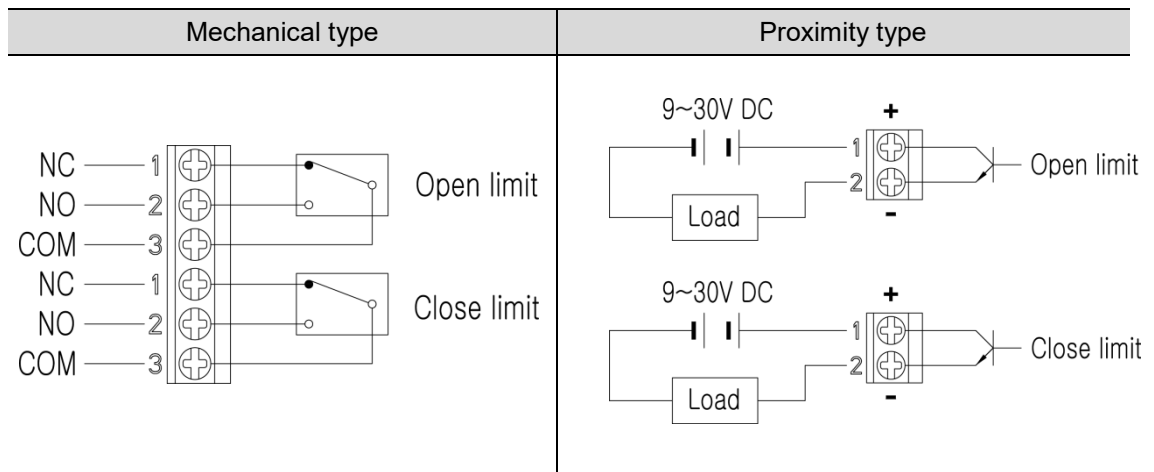 Mechanical type
Proximity type
NC 1
NO 2
COM 3
Open limit
NC 1
NO 2
COM 3
Close limit
9~30V DC
+
1
2
-
Load
Open limit
9~30V DC
+
1
2
-
Load
Close limit